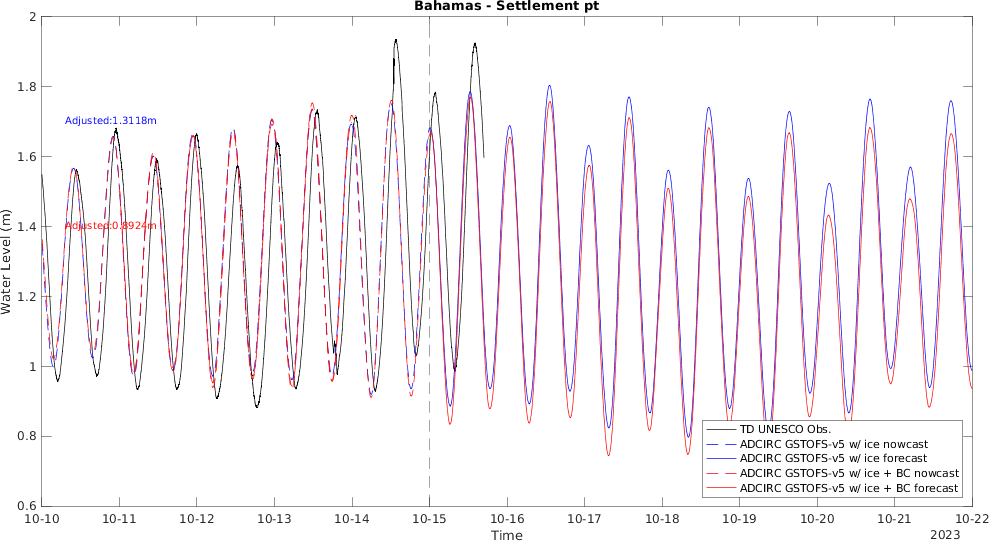 Bahamas - Settlement pt
2
1.8
1.6
1.4
1.2
1
0.8
0.6
Water Level (m)
Adjusted:1.3118m
Adjusted:0.8924m
TD UNESCO Obs.
ADCIRC GSTOFS-v5 w/ ice nowcast
ADCIRC GSTOFS-v5 w/ ice forecast
ADCIRC GSTOFS-v5 w/ ice + BC nowcast
ADCIRC GSTOFS-v5 w/ ice + BC forecast
10-10 10-11 10-12 10-13 10-14 10-15 10-16 10-17 10-18 10-19 10-20 10-21 10-22
Time
2023